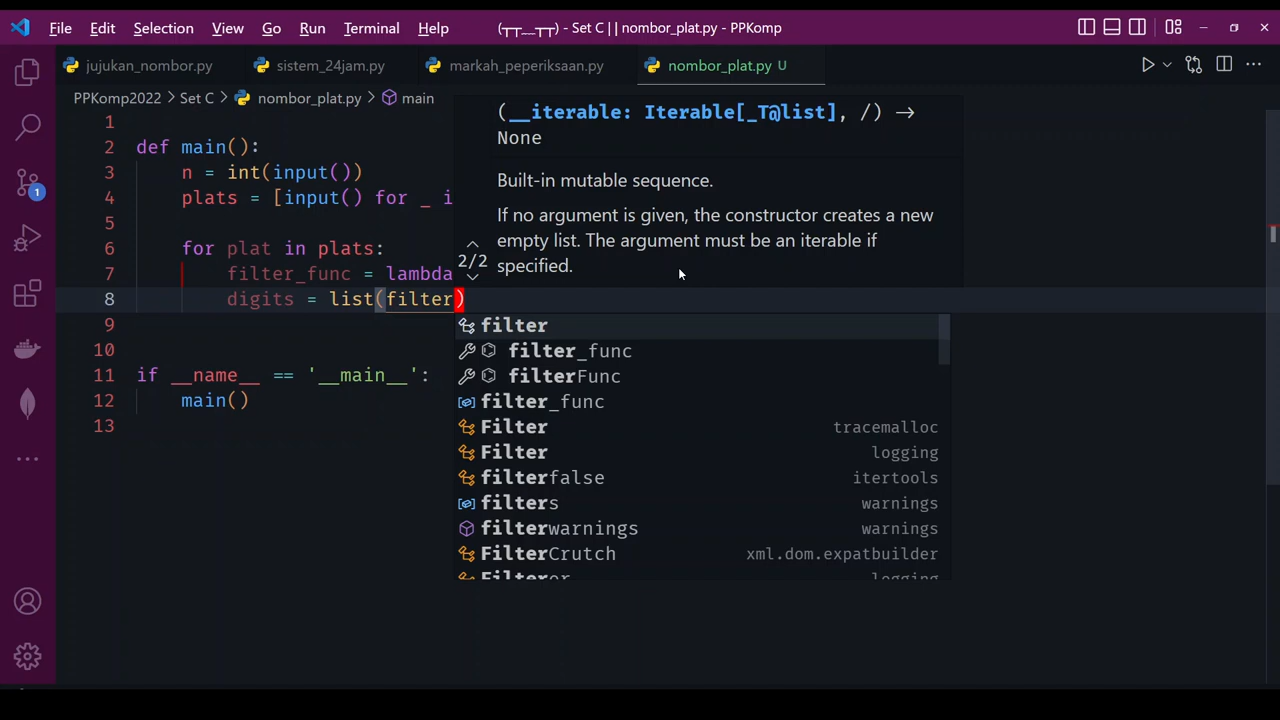 File Edit Selection View Go Run Terminal Help (┬┬﹏┬┬) - Set C || nombor_plat.py - PPKomp
jujukan_nombor.py sistem_24jam.py markah_peperiksaan.py nombor_plat.py U
PPKomp2022 > Set C > nombor_plat.py > main
1
2 def main():
3 n = int(input())
4 plats = [input() for _ i
5
6 for plat in plats:
7 filter_func = lambda
8 digits = list(filter)
9
10
11 if __name__ == '__main__':
12 main()
13
1
(__iterable: Iterable[_T@list], /) →
None
Built-in mutable sequence.
If no argument is given, the constructor creates a new
empty list. The argument must be an iterable if
specified.
2/2
filter
filter_func
filterFunc
filter_func
Filter tracemalloc
Filter logging
filterfalse itertools
filters warnings
filterwarnings warnings
FilterCrutch xml.dom.expatbuilder
Filterer logging